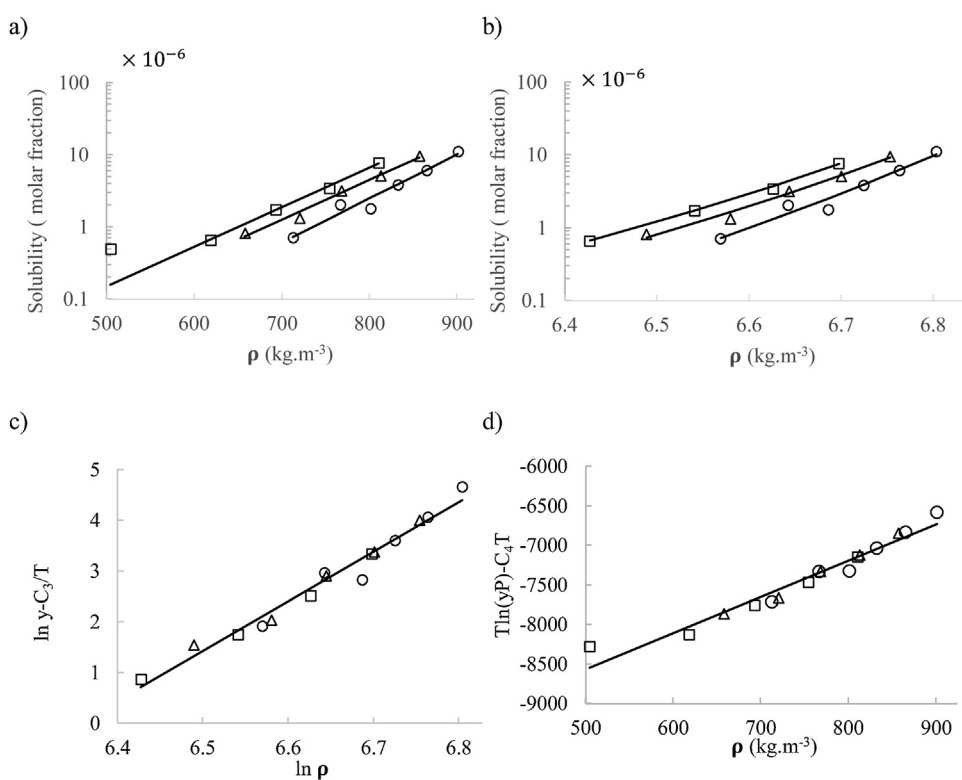 a)
× 10⁻⁶
Solubility ( molar fraction)
100
10
1
0.1
500 600 700 800 900
ρ (kg.m⁻³)
b)
× 10⁻⁶
Solubility ( molar fraction)
100
10
1
0.1
6.4 6.5 6.6 6.7 6.8
ρ (kg.m⁻³)
c)
ln y-C₃/T
5
4
3
2
1
0
6.4 6.5 6.6 6.7 6.8
ln ρ
d)
Tln(yP)-C₄T
-6000
-6500
-7000
-7500
-8000
-8500
-9000
500 600 700 800 900
ρ (kg.m⁻³)